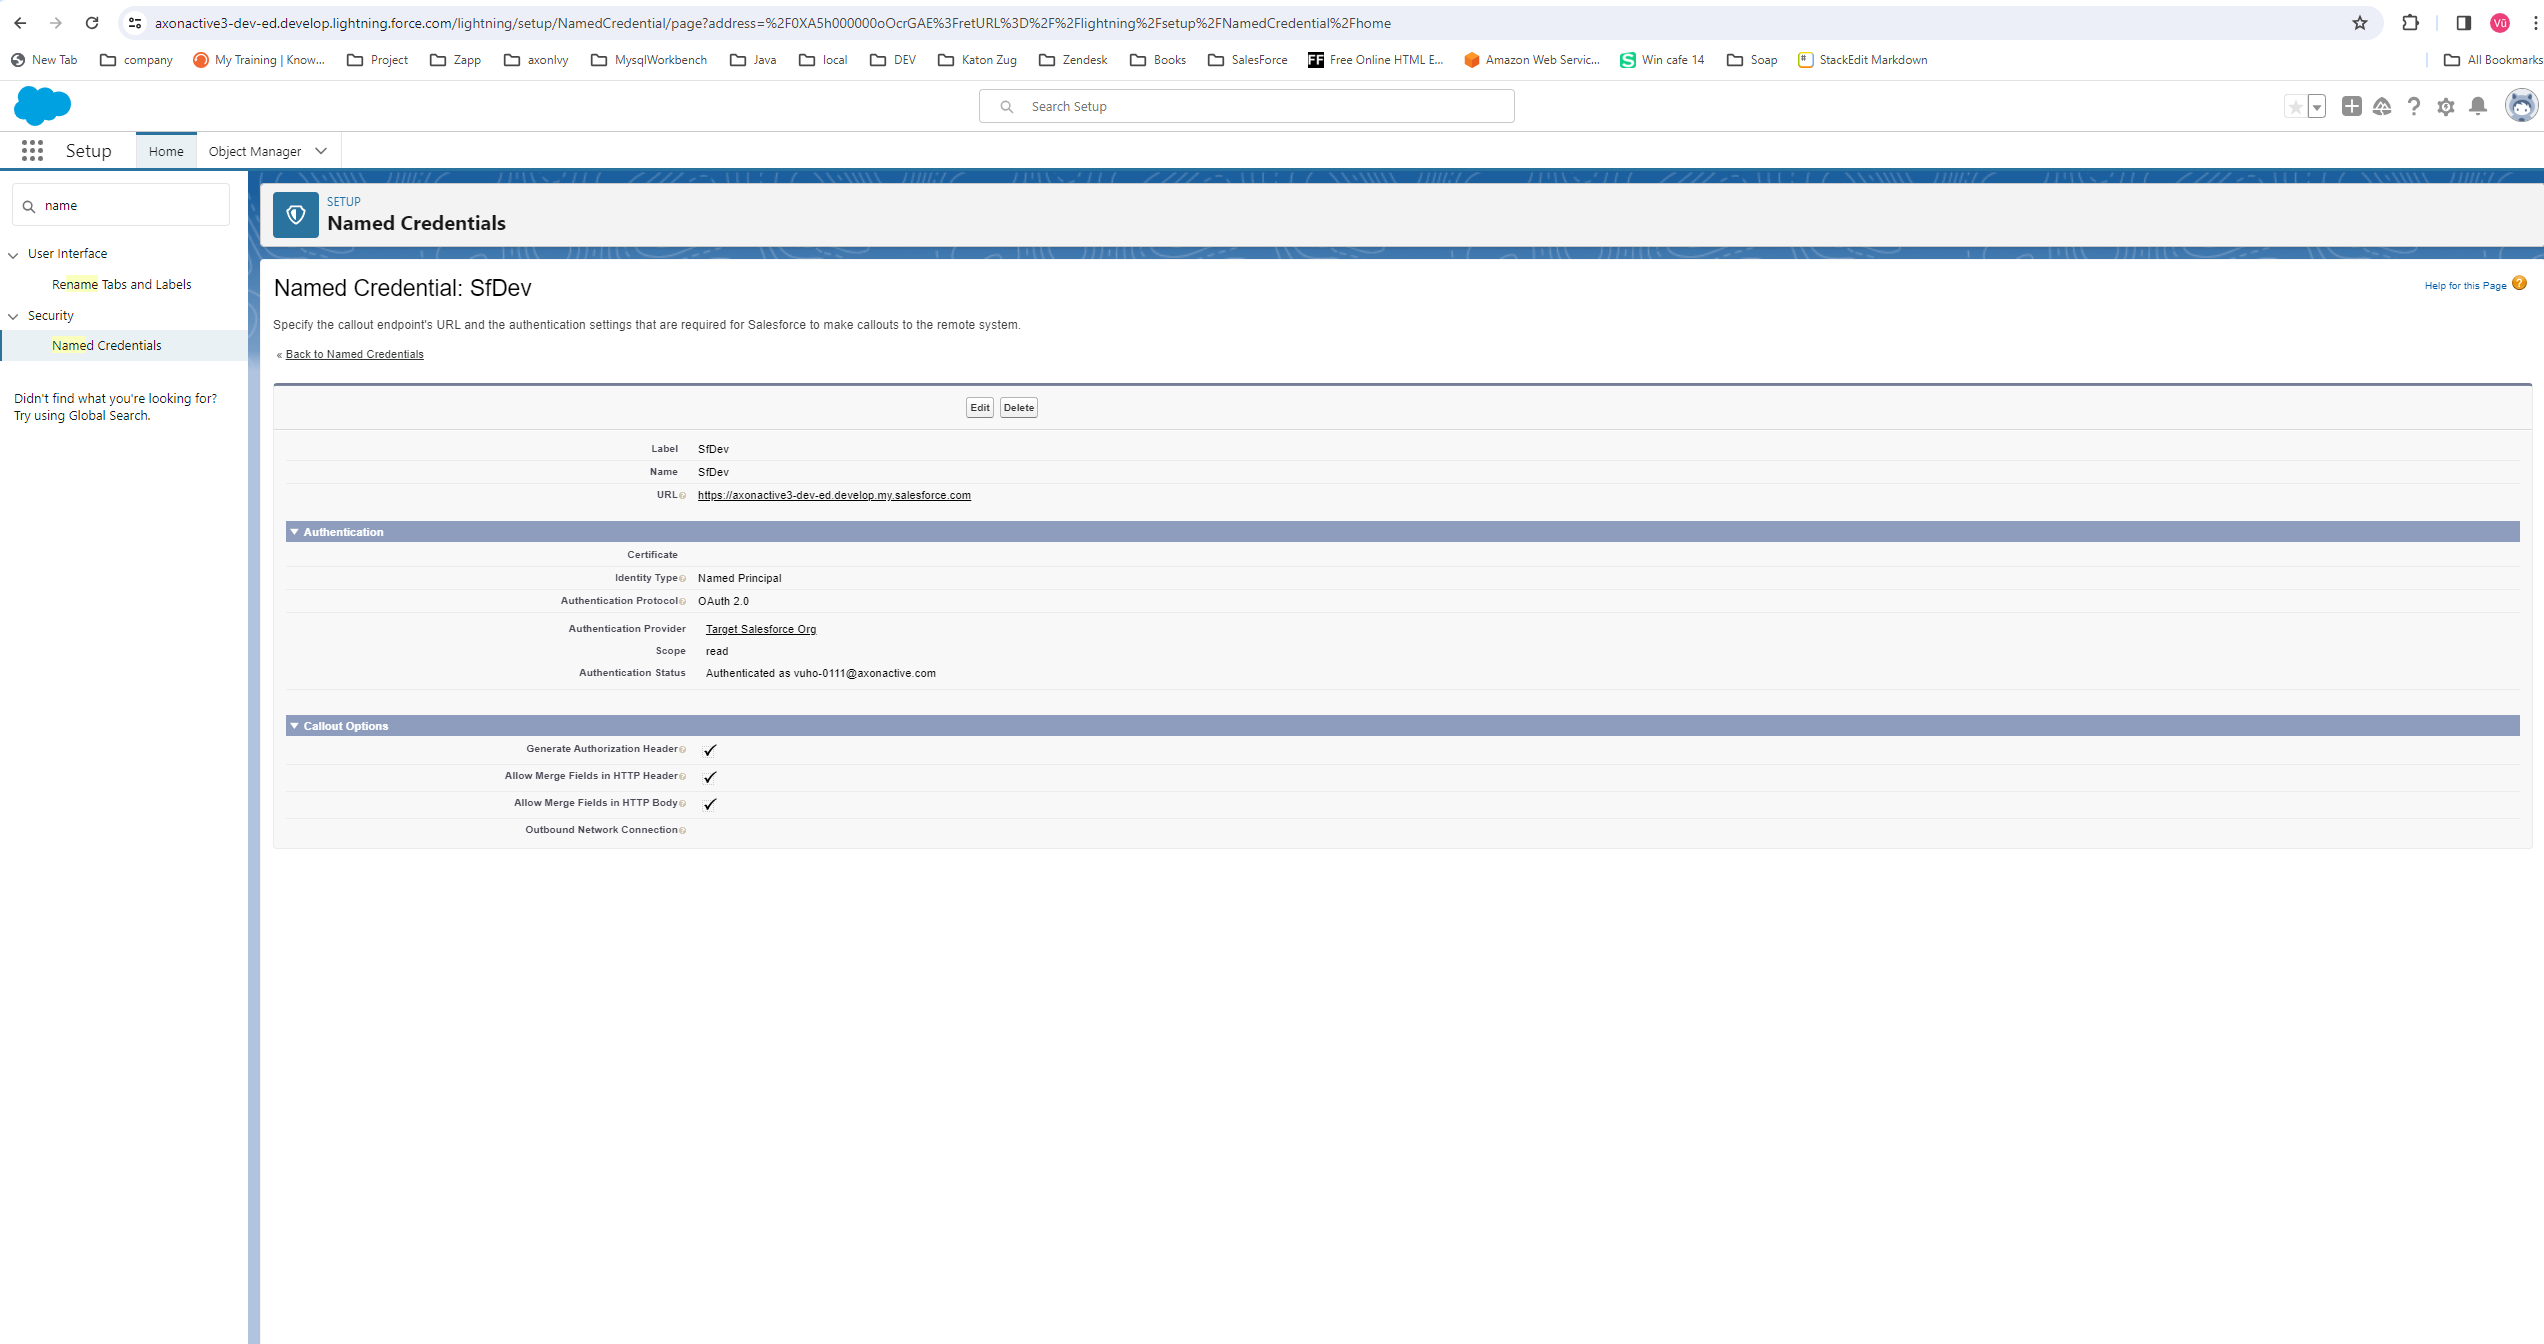 axonactive3-dev-ed.develop.lightning.force.com/lightning/setup/NamedCredential/page?address=%2F0XA5h000000oOcrGAE%3FretURL%3D%2F%2Flightning%2Fsetup%2FNamedCredential%2Fhome
Vũ
New Tab company My Training | Know... Project Zapp axonIvy MysqlWorkbench Java local DEV Katon Zug Zendesk Books SalesForce FF Free Online HTML E... Amazon Web Servic... Win cafe 14 Soap StackEdit Markdown All Bookmarks
Search Setup
Setup Home Object Manager
name
User Interface
Rename Tabs and Labels
Security
Named Credentials
Didn't find what you're looking for?
Try using Global Search.
SETUP
Named Credentials
Named Credential: SfDev
Help for this Page
Specify the callout endpoint's URL and the authentication settings that are required for Salesforce to make callouts to the remote system.
« Back to Named Credentials
Edit Delete
Label SfDev
Name SfDev
URL https://axonactive3-dev-ed.develop.my.salesforce.com
Authentication
Certificate
Identity Type Named Principal
Authentication Protocol OAuth 2.0
Authentication Provider Target Salesforce Org
Scope read
Authentication Status Authenticated as vuho-0111@axonactive.com
Callout Options
Generate Authorization Header
Allow Merge Fields in HTTP Header
Allow Merge Fields in HTTP Body
Outbound Network Connection